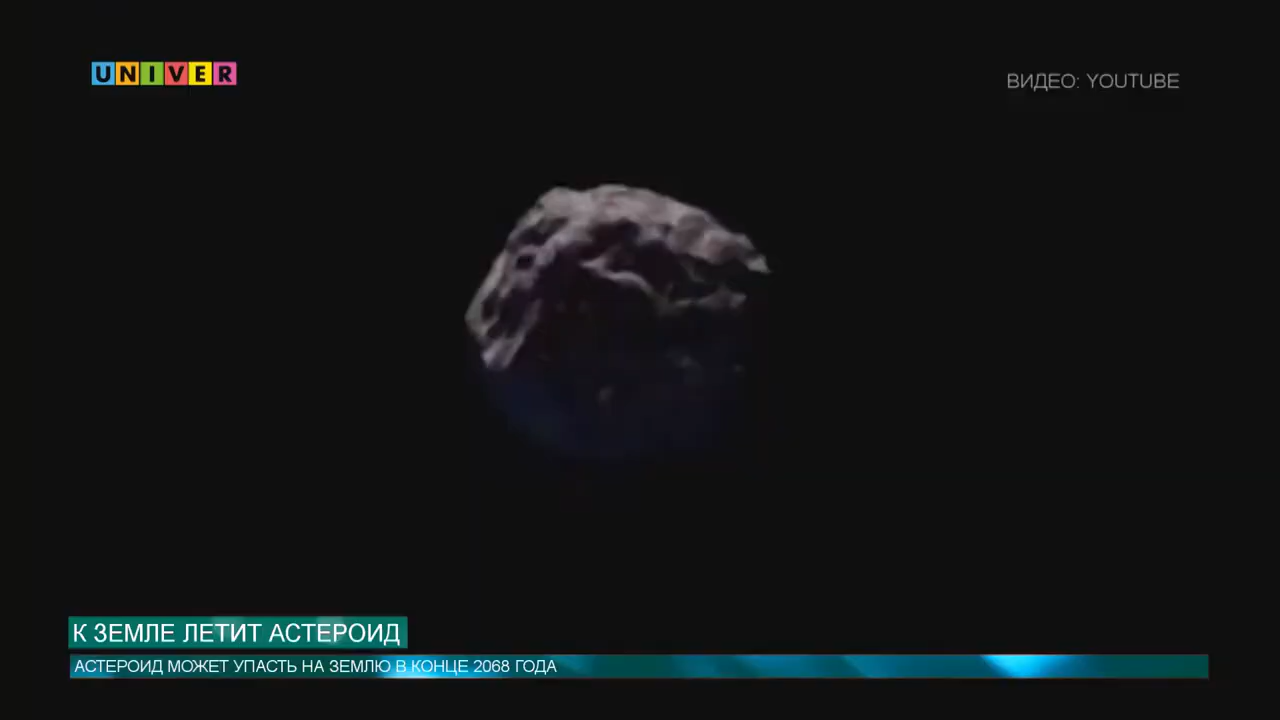 UNIVER
ВИДЕО: YOUTUBE
К ЗЕМЛЕ ЛЕТИТ АСТЕРОИД
АСТЕРОИД МОЖЕТ УПАСТЬ НА ЗЕМЛЮ В КОНЦЕ 2068 ГОДА